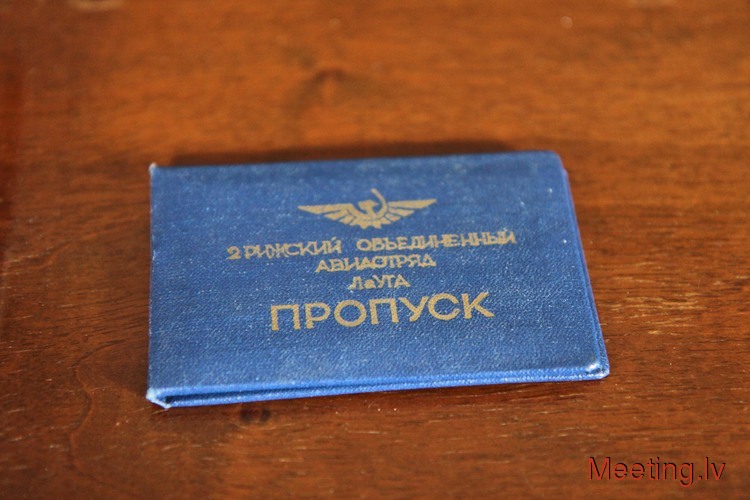 2 РИЖСКИЙ ОБЪЕДИНЕННЫЙ
АВИАОТРЯД
ЛаУГА
ПРОПУСК
Meeting.lv